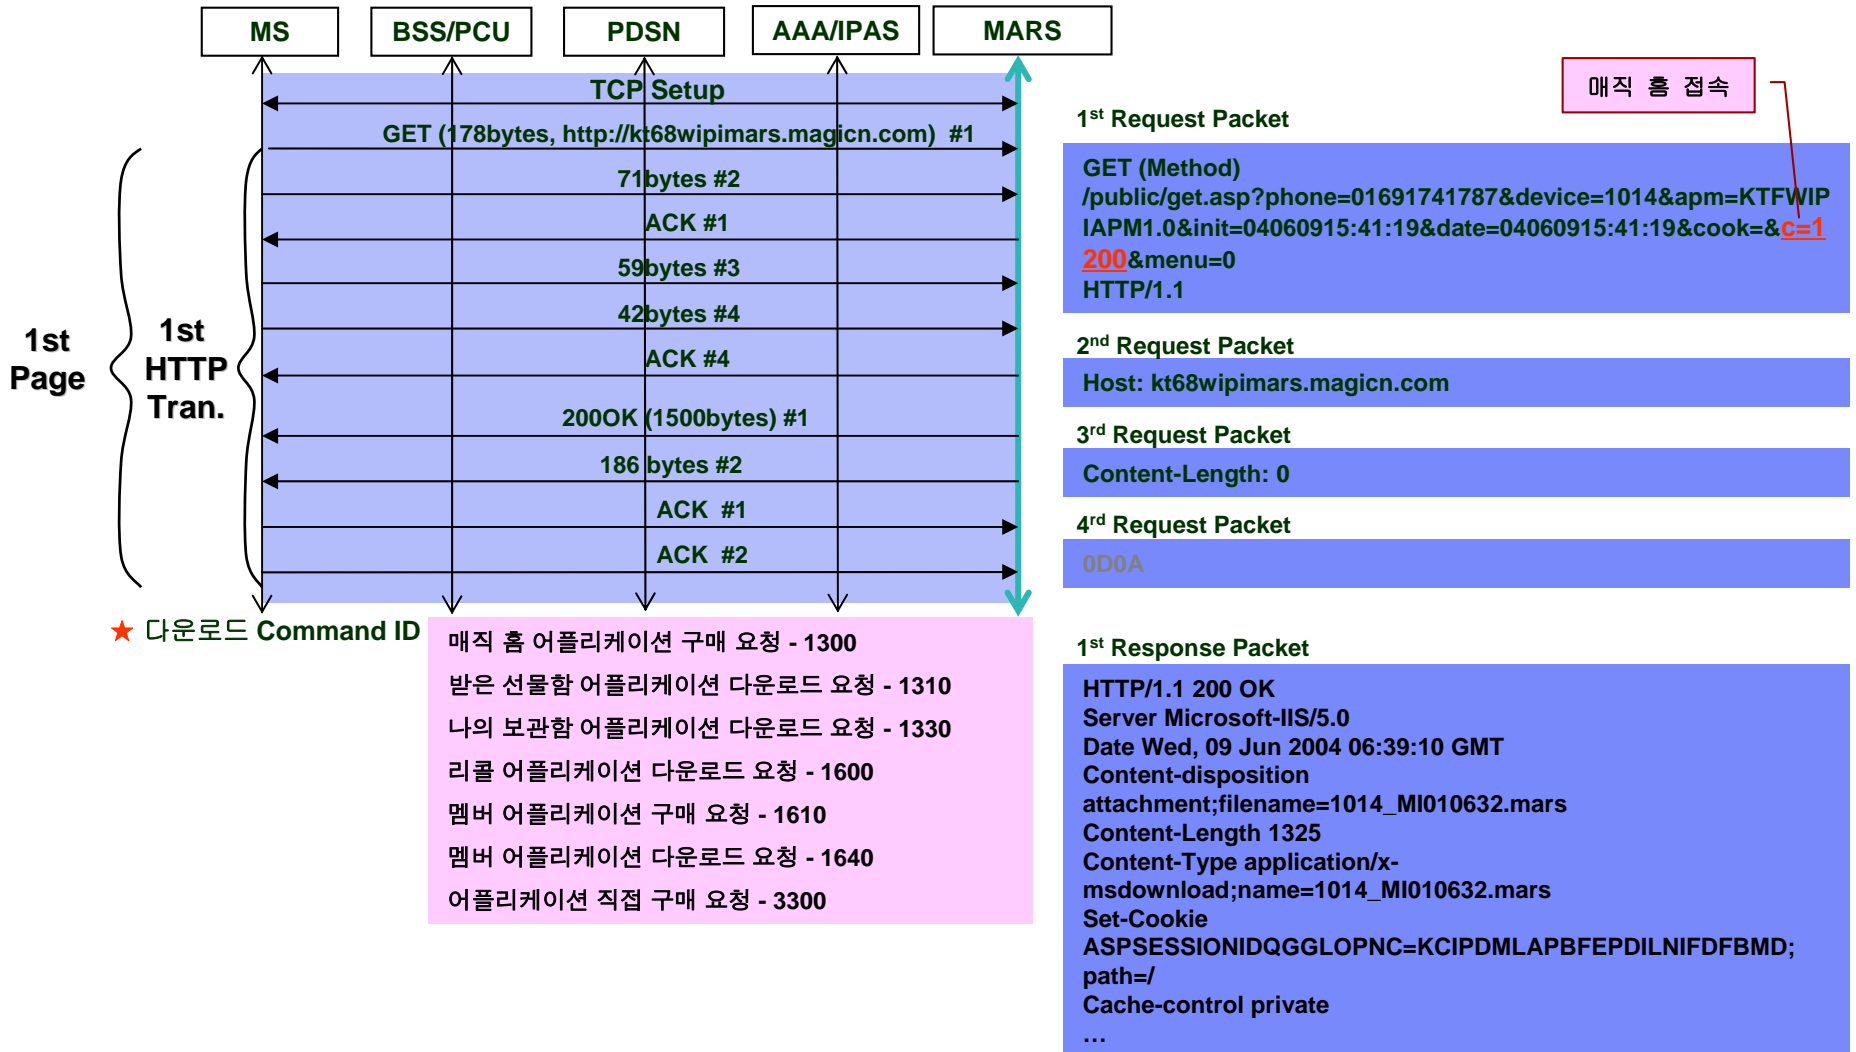 MS
BSS/PCU
PDSN
AAA/IPAS
MARS
TCP Setup
GET (178bytes, http://kt68wipimars.magicn.com)  #1
71bytes #2
ACK #1
59bytes #3
42bytes #4
ACK #4
200OK (1500bytes) #1
186 bytes #2
ACK  #1
ACK  #2
1st
Page
1st
HTTP
Tran.
★ 다운로드 Command ID
매직 홈 어플리케이션 구매 요청 - 1300
받은 선물함 어플리케이션 다운로드 요청 - 1310
나의 보관함 어플리케이션 다운로드 요청 - 1330
리콜 어플리케이션 다운로드 요청 - 1600
멤버 어플리케이션 구매 요청 - 1610
멤버 어플리케이션 다운로드 요청 - 1640
어플리케이션 직접 구매 요청 - 3300
매직 홈 접속
1st Request Packet
GET (Method)
/public/get.asp?phone=01691741787&device=1014&apm=KTFWIP
IAPM1.0&init=04060915:41:19&date=04060915:41:19&cook=&c=1
200&menu=0
HTTP/1.1
2nd Request Packet
Host: kt68wipimars.magicn.com
3rd Request Packet
Content-Length: 0
4rd Request Packet
0D0A
1st Response Packet
HTTP/1.1 200 OK
Server Microsoft-IIS/5.0
Date Wed, 09 Jun 2004 06:39:10 GMT
Content-disposition
attachment;filename=1014_MI010632.mars
Content-Length 1325
Content-Type application/x-
msdownload;name=1014_MI010632.mars
Set-Cookie
ASPSESSIONIDQGGLOPNC=KCIPDMLAPBFEPDILNIFDFBMD;
path=/
Cache-control private
…